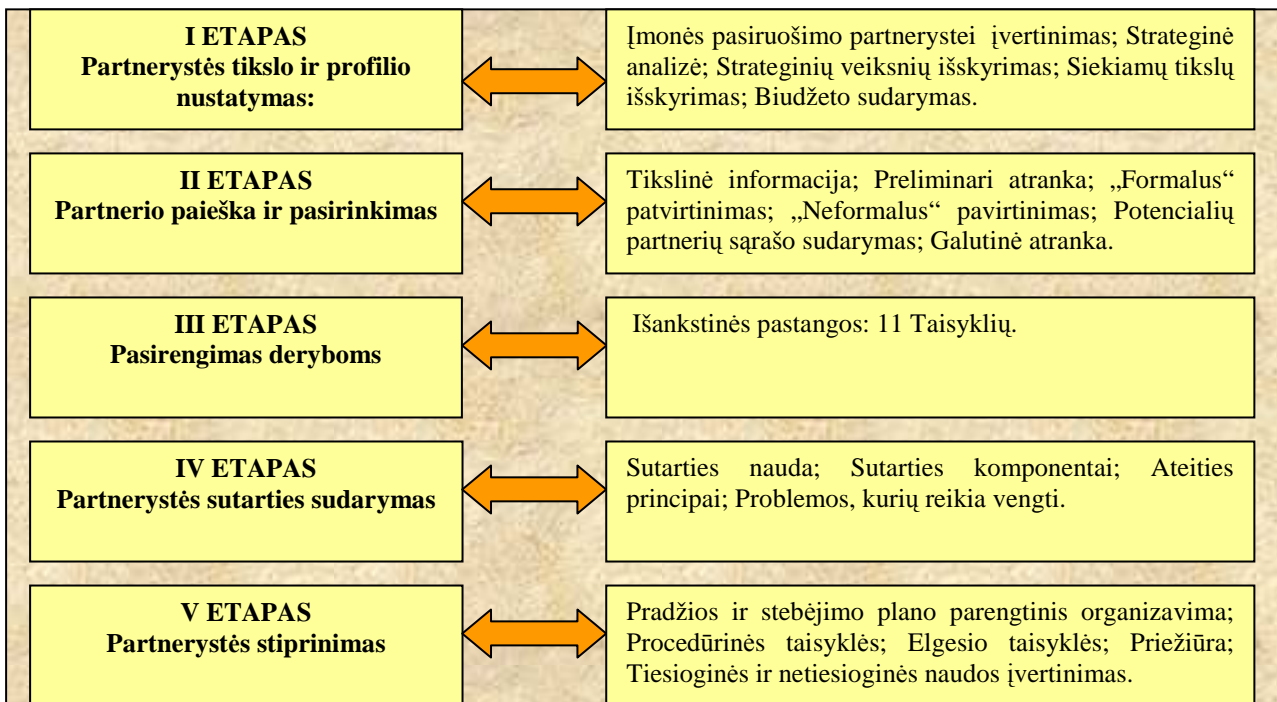 I ETAPAS
Partnerystės tikslo ir profilio
nustatymas:
Įmonės pasiruošimo partnerystei įvertinimas; Strateginė
analizė; Strateginių veiksnių išskyrimas; Siekiamų tikslų
išskyrimas; Biudžeto sudarymas.
II ETAPAS
Partnerio paieška ir pasirinkimas
Tikslinė informacija; Preliminari atranka; „Formalus“
patvirtinimas; „Neformalus“ pavirtinimas; Potencialių
partnerių sąrašo sudarymas; Galutinė atranka.
III ETAPAS
Pasirengimas deryboms
Išankstinės pastangos: 11 Taisyklių.
IV ETAPAS
Partnerystės sutarties sudarymas
Sutarties nauda; Sutarties komponentai; Ateities
principai; Problemos, kurių reikia vengti.
V ETAPAS
Partnerystės stiprinimas
Pradžios ir stebėjimo plano parengtinis organizavima;
Procedūrinės taisyklės; Elgesio taisyklės; Priežiūra;
Tiesioginės ir netiesioginės naudos įvertinimas.